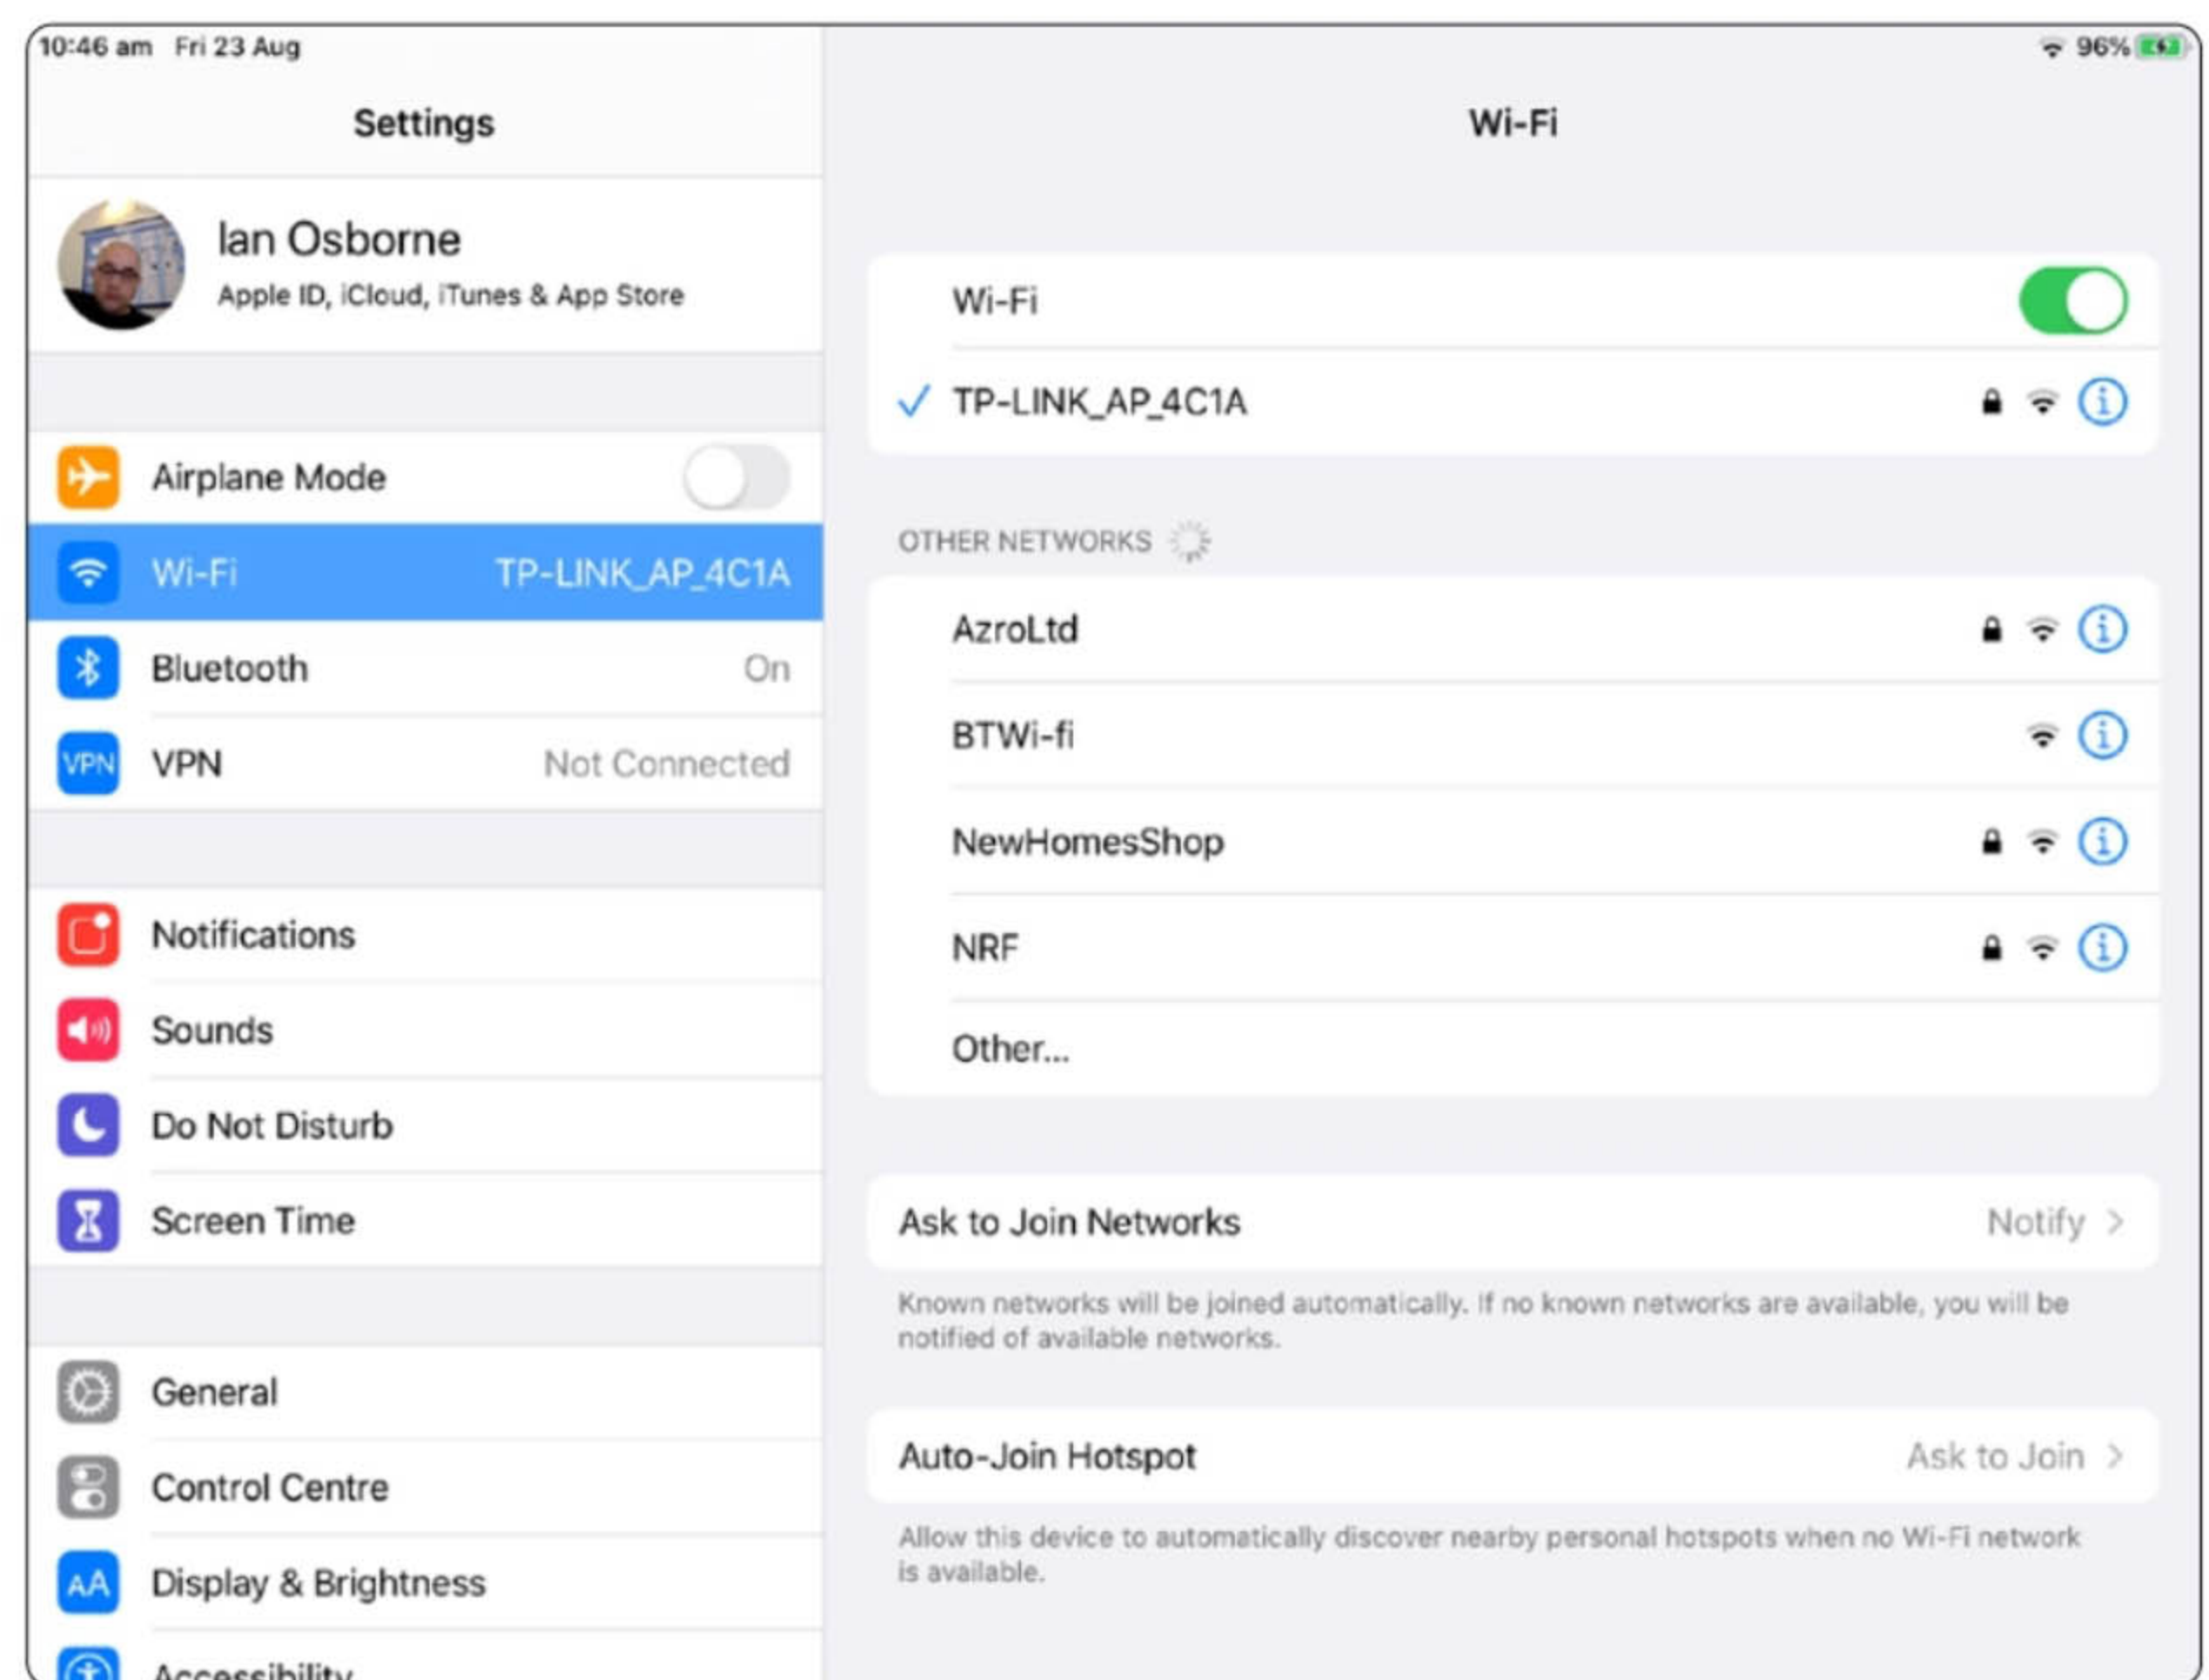 10:46 am Fri 23 Aug
96%
Settings
Ian Osborne
Apple ID, iCloud, iTunes & App Store
Airplane Mode
Wi-Fi TP-LINK_AP_4C1A
Bluetooth On
VPN VPN Not Connected
Notifications
Sounds
Do Not Disturb
Screen Time
General
Control Centre
AA Display & Brightness
Accessibility
Wi-Fi
Wi-Fi
TP-LINK_AP_4C1A
OTHER NETWORKS
AzroLtd
BTWi-fi
NewHomesShop
NRF
Other...
Ask to Join Networks Notify
Known networks will be joined automatically. If no known networks are available, you will be
notified of available networks.
Auto-Join Hotspot Ask to Join
Allow this device to automatically discover nearby personal hotspots when no Wi-Fi network
is available.